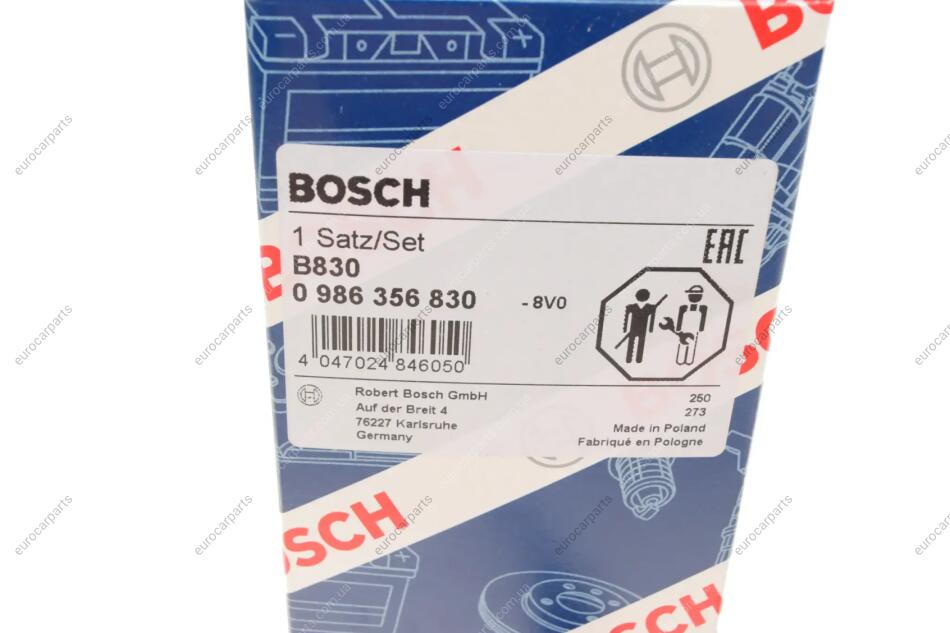 BOSCH
1 Satz/Set
EAC
B830
0 986 356 830 - 8V0
4 047024 846050
Robert Bosch GmbH
Auf der Breit 4
76227 Karlsruhe
Germany
250
273
Made in Poland
Fabriqué en Pologne
BOSCH
BOSCH
eurocarparts